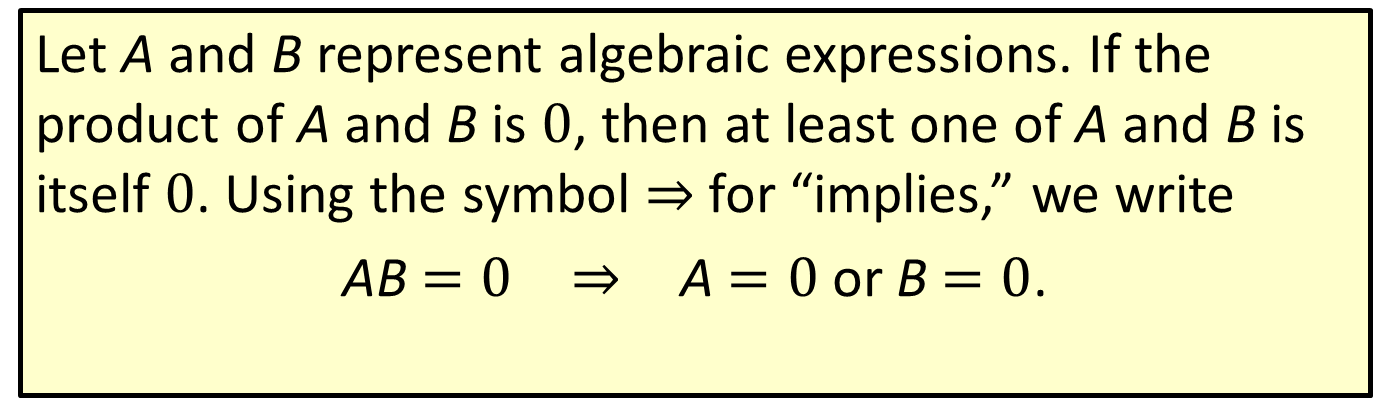 Let A and B represent algebraic expressions. If the
product of A and B is 0, then at least one of A and B is
itself 0. Using the symbol ⇒ for “implies,” we write
AB = 0 ⇒ A = 0 or B = 0.